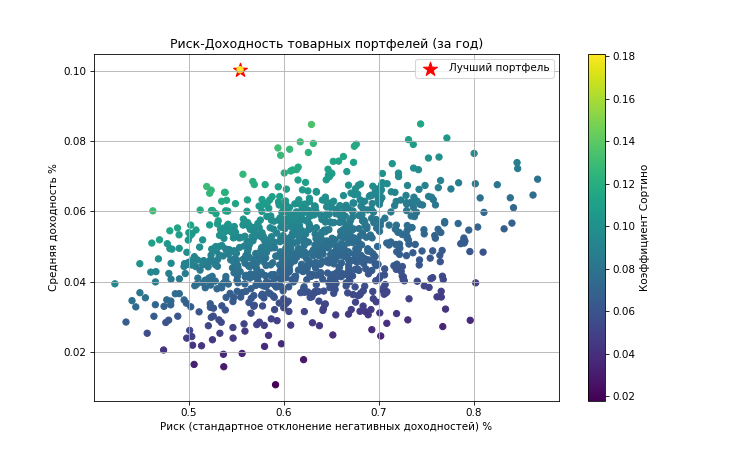 Риск-Доходность товарных портфелей (за год)
Лучший портфель
Средняя доходность %
0.10
0.08
0.06
0.04
0.02
0.5 0.6 0.7 0.8
Риск (стандартное отклонение негативных доходностей) %
0.18
0.16
0.14
0.12
0.10
0.08
0.06
0.04
0.02
Коэффициент Сортино